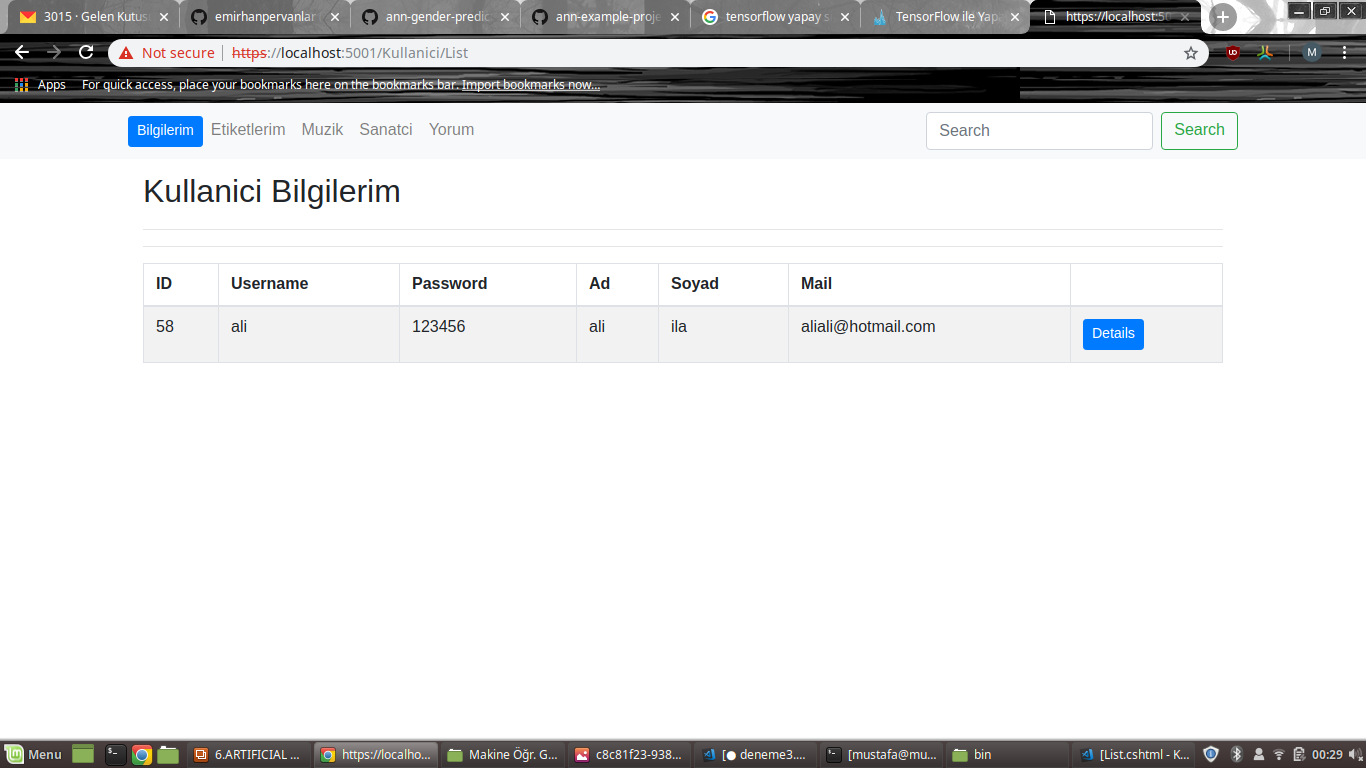 3015 · Gelen Kutus
emirhanpervanlar
ann-gender-predic
ann-example-proje
tensorflow yapay s
TensorFlow ile Yap
https://localhost:50
Not secure | https://localhost:5001/Kullanici/List
M
Apps For quick access, place your bookmarks here on the bookmarks bar. Import bookmarks now...
Bilgilerim Etiketlerim Muzik Sanatci Yorum Search Search
Kullanici Bilgilerim
ID Username Password Ad Soyad Mail
58 ali 123456 ali ila aliali@hotmail.com Details
Menu 6.ARTIFICIAL ... https://localho... Makine Öğr. G... c8c81f23-938... [● deneme3.... [mustafa@mu... bin [List.cshtml - K... 00:29